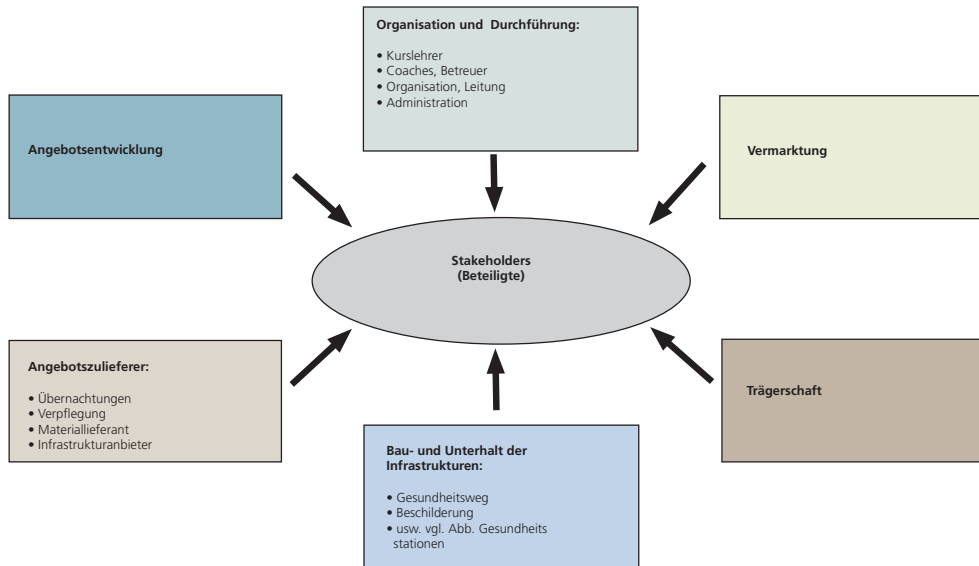 Organisation und Durchführung:
• Kurslehrer
• Coaches, Betreuer
• Organisation, Leitung
• Administration
Angebotsentwicklung
Vermarktung
Stakeholders
(Beteiligte)
Angebotszulieferer:
• Übernachtungen
• Verpflegung
• Materiallieferant
• Infrastrukturanbieter
Trägerschaft
Bau- und Unterhalt der
Infrastrukturen:
• Gesundheitsweg
• Beschilderung
• usw. vgl. Abb. Gesundheits
stationen